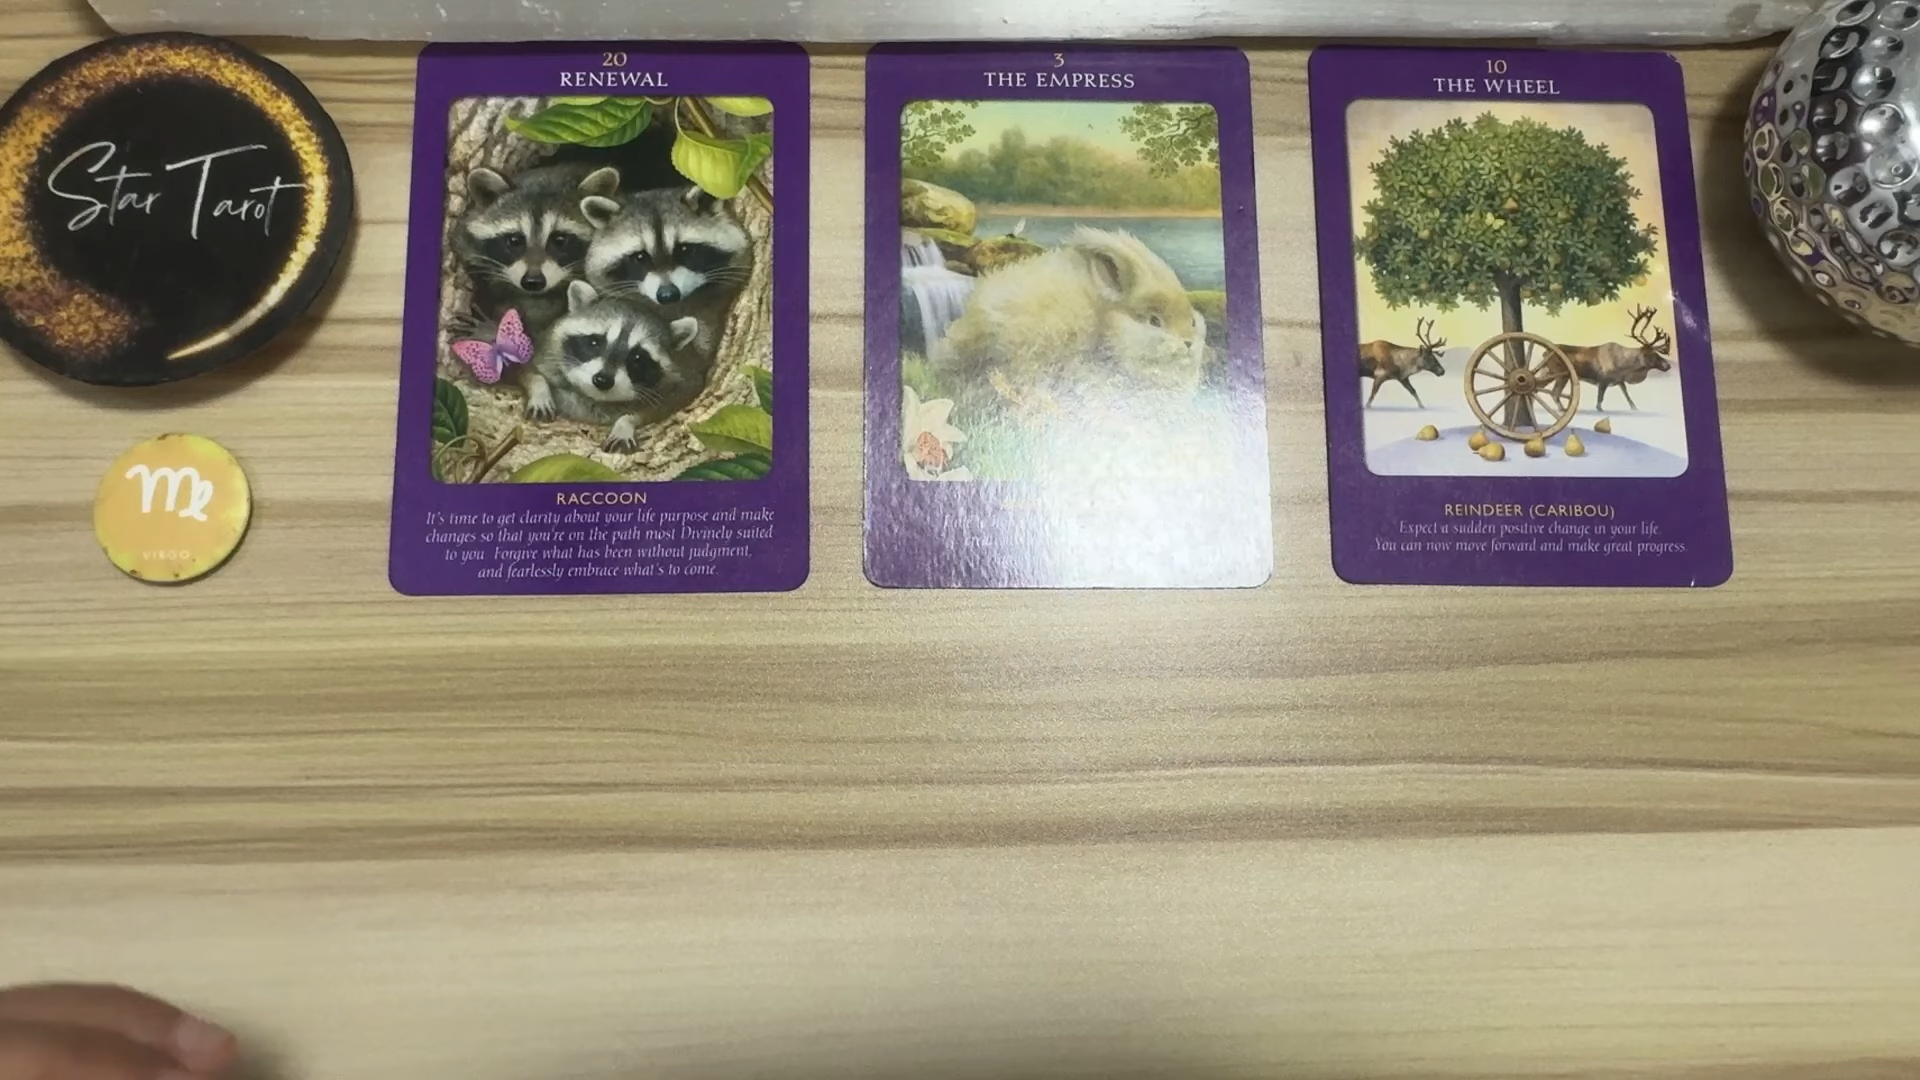 Star Tarot
VIRGO
20
RENEWAL
RACCOON
It's time to get clarity about your life purpose and make
changes so that you're on the path most Divinely suited
to you. Forgive what has been without judgment,
and fearlessly embrace what's to come.
3
THE EMPRESS
10
THE WHEEL
REINDEER (CARIBOU)
Expect a sudden positive change in your life.
You can now move forward and make great progress.